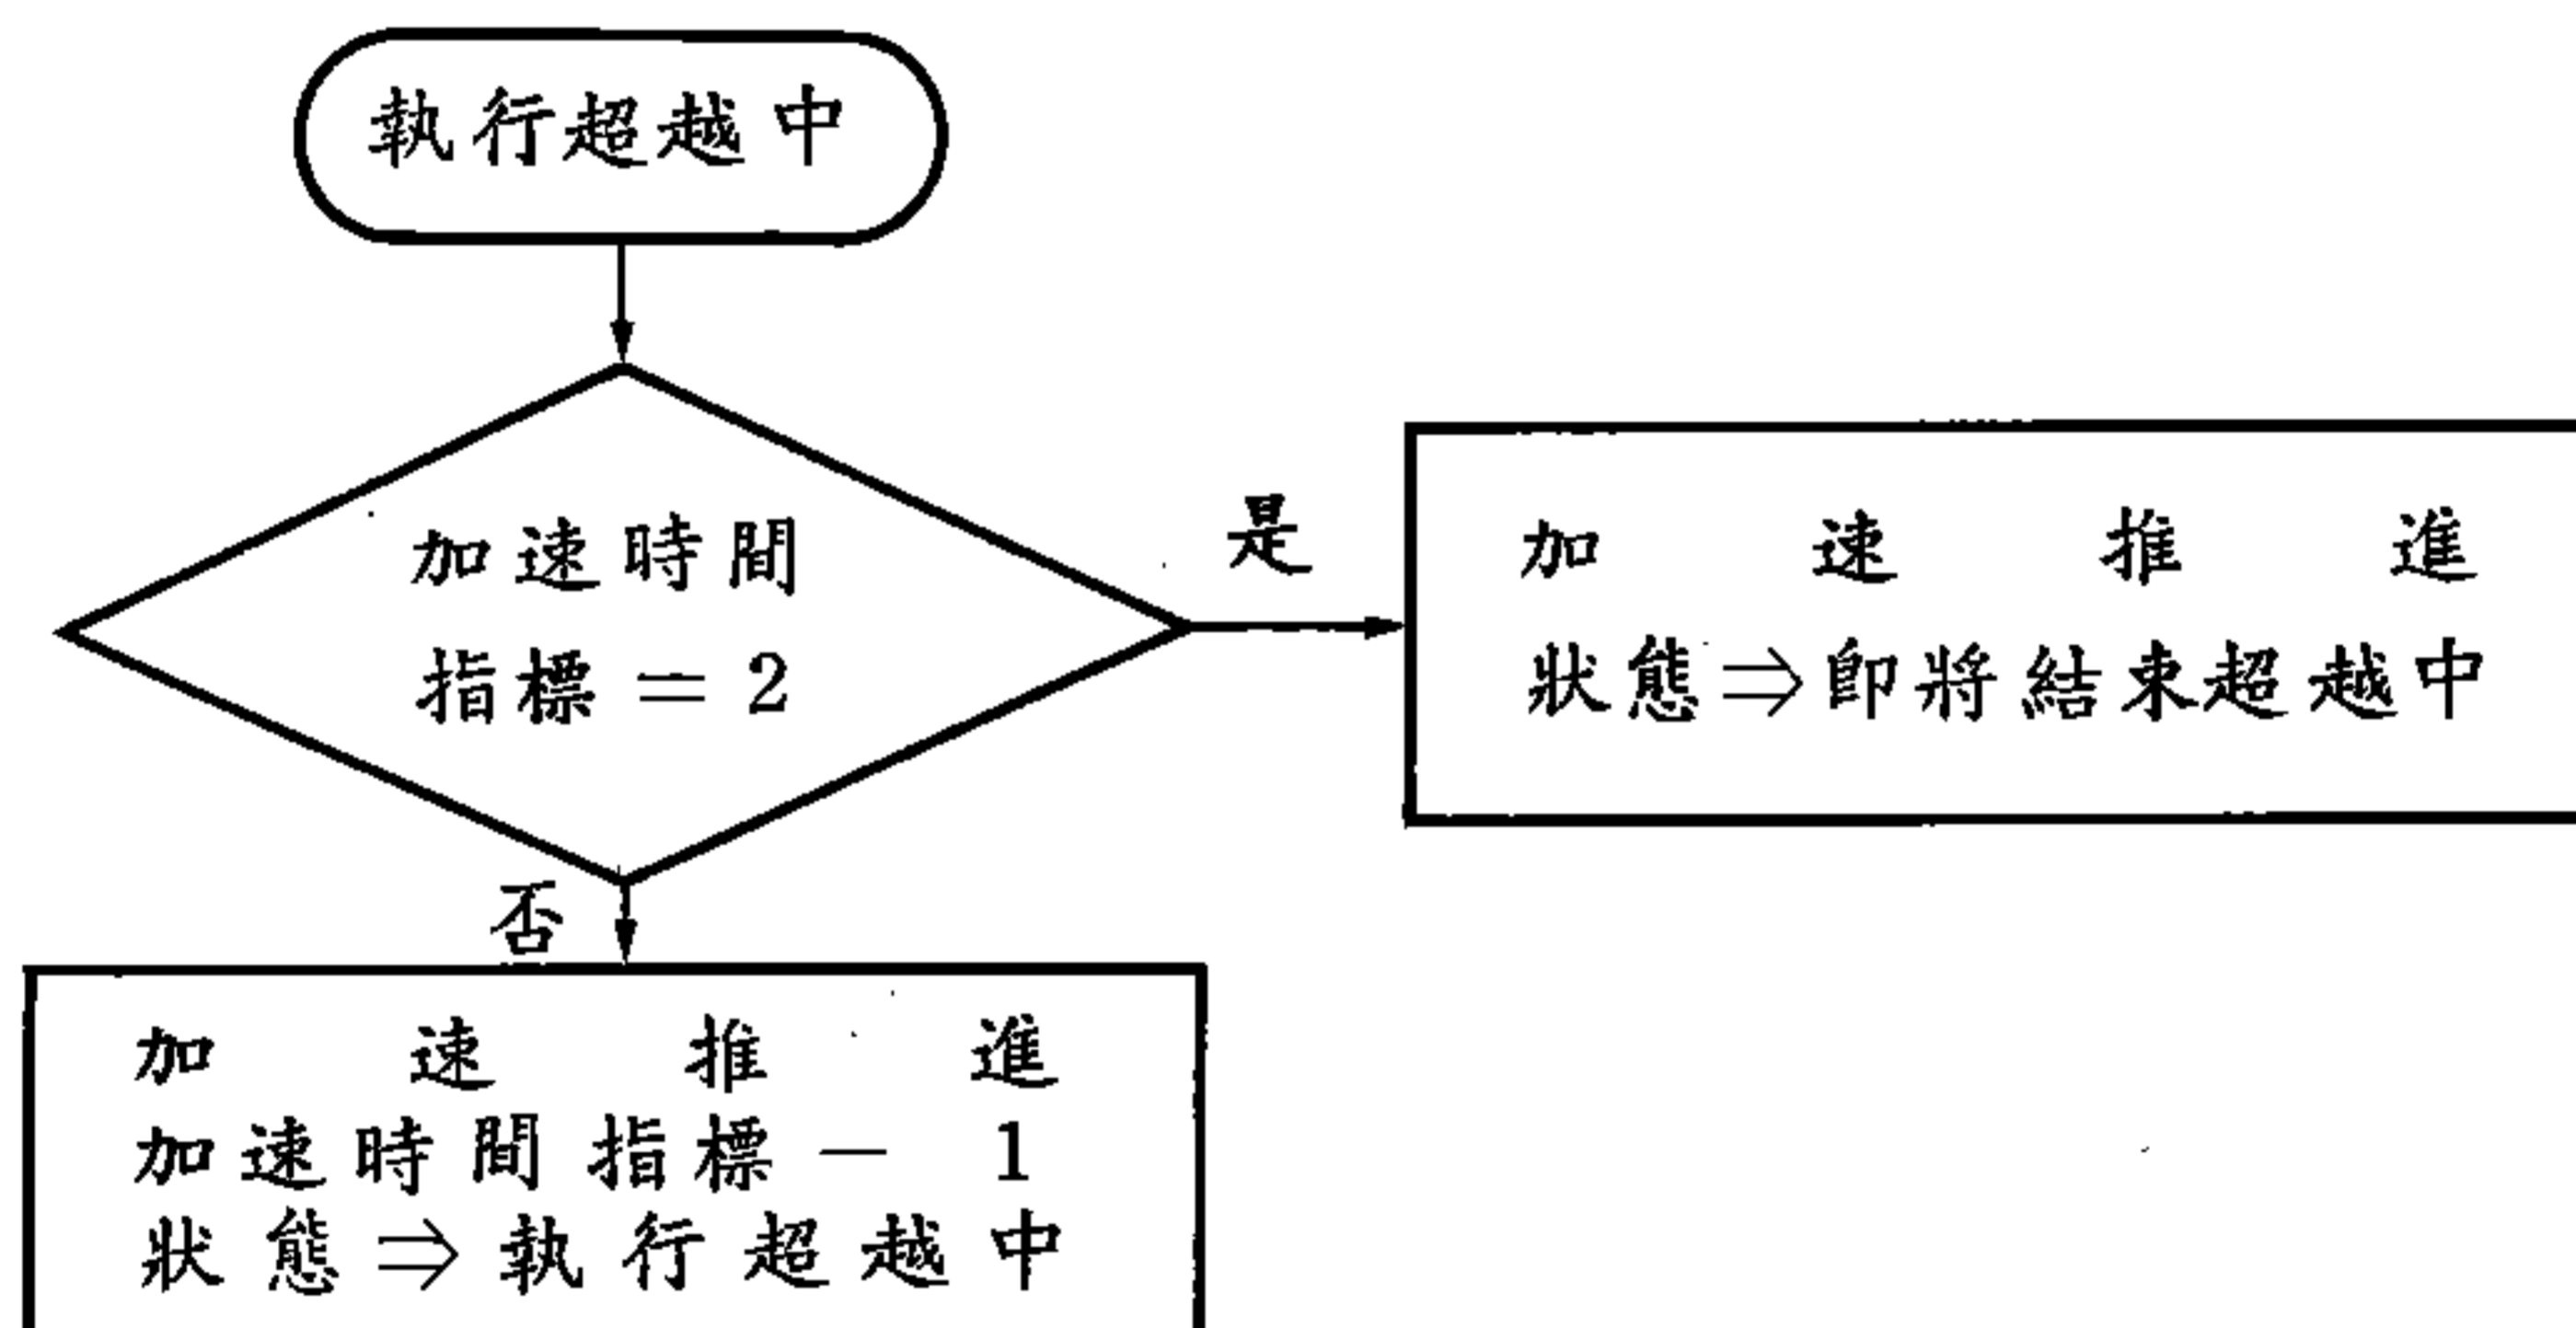 執行超越中
加速時間
指標=2
是
加速推進
狀態⇒即將結束超越中
否
加速推進
加速時間指標-1
狀態⇒執行超越中